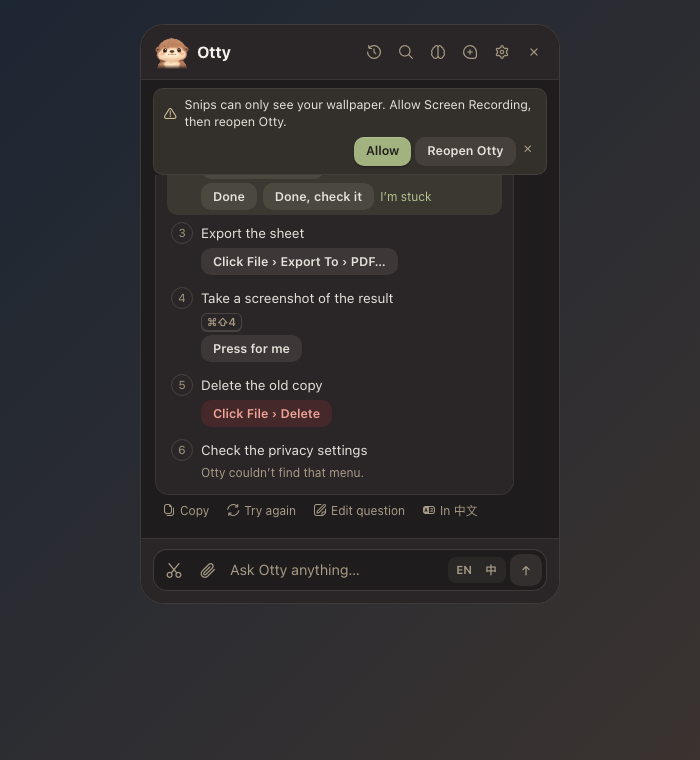 Otty
Snips can only see your wallpaper. Allow Screen Recording,
then reopen Otty.
Allow Reopen Otty
Done Done, check it I'm stuck
3 Export the sheet
Click File › Export To › PDF...
4 Take a screenshot of the result
⌘⇧4
Press for me
5 Delete the old copy
Click File › Delete
6 Check the privacy settings
Otty couldn't find that menu.
Copy Try again Edit question In 中文
Ask Otty anything... EN 中